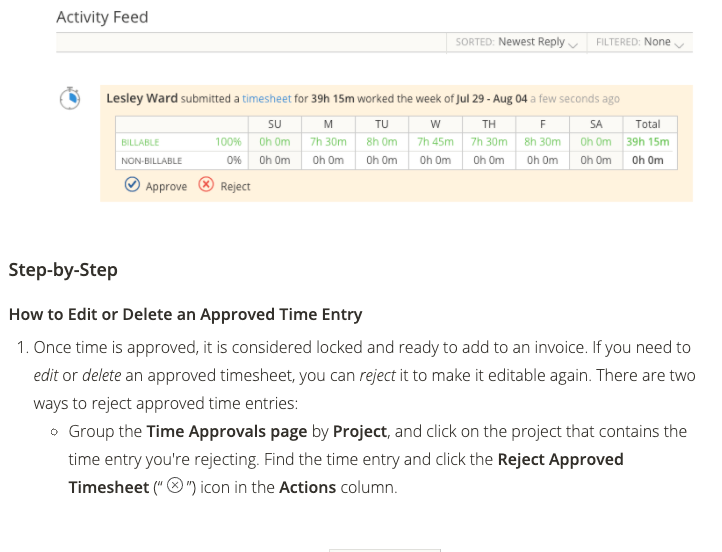 Activity Feed
SORTED: Newest Reply FILTERED: None
Lesley Ward submitted a timesheet for 39h 15m worked the week of Jul 29 - Aug 04 a few seconds ago
SU M TU W TH F SA Total
BILLABLE 100% 0h 0m 7h 30m 8h 0m 7h 45m 7h 30m 8h 30m 0h 0m 39h 15m
NON-BILLABLE 0% 0h 0m 0h 0m 0h 0m 0h 0m 0h 0m 0h 0m 0h 0m 0h 0m
Approve Reject
Step-by-Step
How to Edit or Delete an Approved Time Entry
1. Once time is approved, it is considered locked and ready to add to an invoice. If you need to
edit or delete an approved timesheet, you can reject it to make it editable again. There are two
ways to reject approved time entries:
Group the Time Approvals page by Project, and click on the project that contains the
time entry you're rejecting. Find the time entry and click the Reject Approved
Timesheet (“ ⊗ ”) icon in the Actions column.